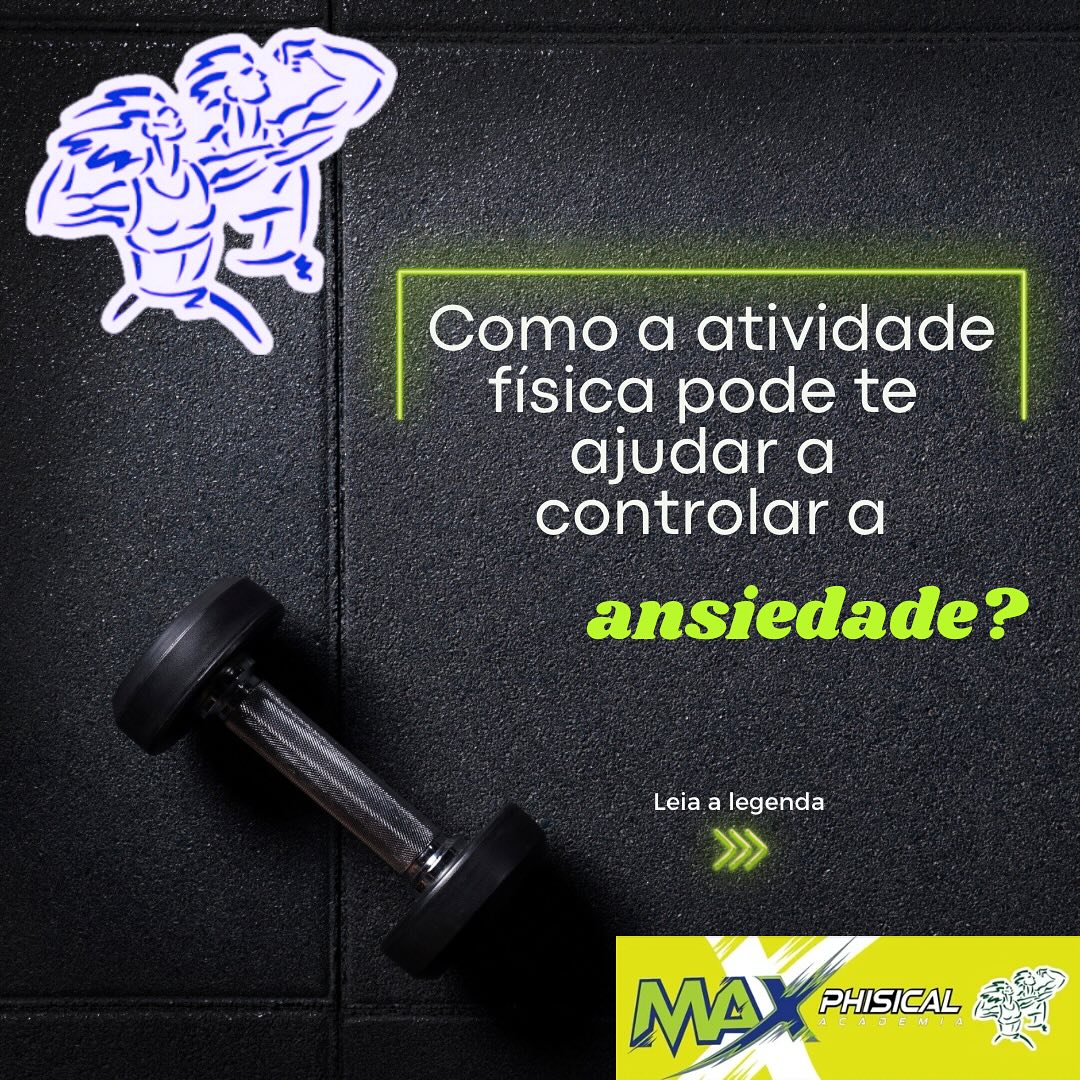 Como a atividade
física pode te
ajudar a
controlar a
ansiedade?
Leia a legenda
MAX PHISICAL
ACADEMIA